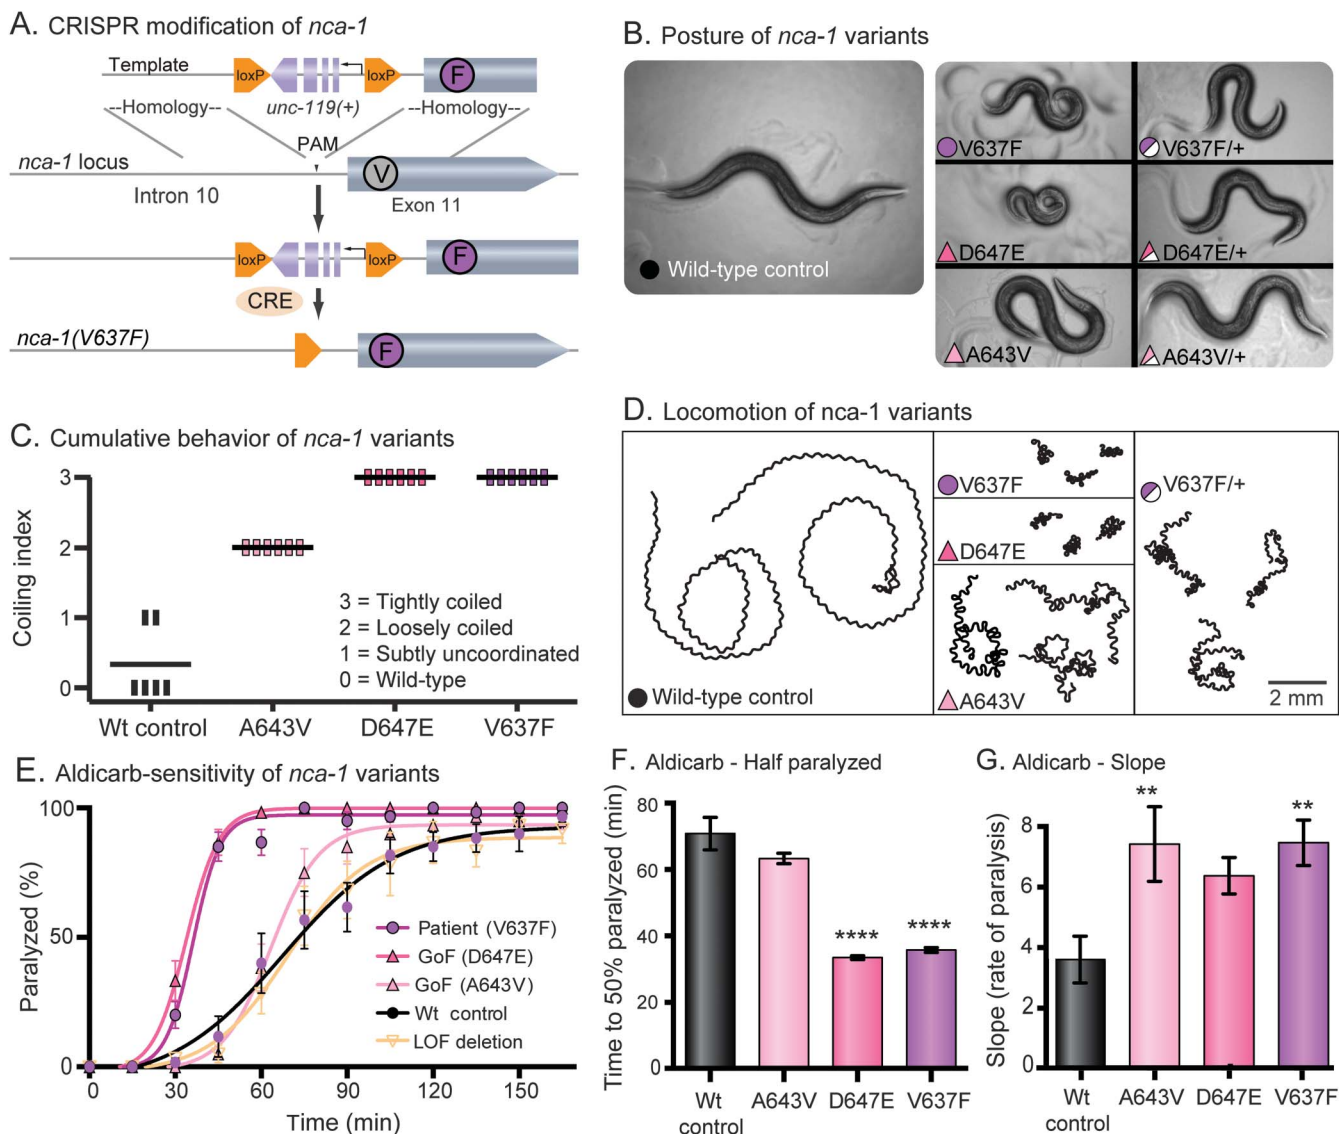 A. CRISPR modification of nca-1
Template
loxP
loxP
F
--Homology--
unc-119(+)
--Homology--
PAM
nca-1 locus
V
Intron 10
Exon 11
loxP
loxP
F
CRE
nca-1(V637F)
F
B. Posture of nca-1 variants
Wild-type control
V637F
V637F/+
D647E
D647E/+
A643V
A643V/+
C. Cumulative behavior of nca-1 variants
Coiling index
3
2
1
0
3 = Tightly coiled
2 = Loosely coiled
1 = Subtly uncoordinated
0 = Wild-type
Wt control
A643V
D647E
V637F
D. Locomotion of nca-1 variants
Wild-type control
V637F
D647E
A643V
V637F/+
2 mm
E. Aldicarb-sensitivity of nca-1 variants
Paralyzed (%)
100
50
0
Patient (V637F)
GoF (D647E)
GoF (A643V)
Wt control
LOF deletion
0
30
60
90
120
150
Time (min)
F. Aldicarb - Half paralyzed
Time to 50% paralyzed (min)
80
60
40
20
0
****
****
Wt
control
A643V
D647E
V637F
G. Aldicarb - Slope
Slope (rate of paralysis)
8
6
4
2
0
**
**
Wt
control
A643V
D647E
V637F